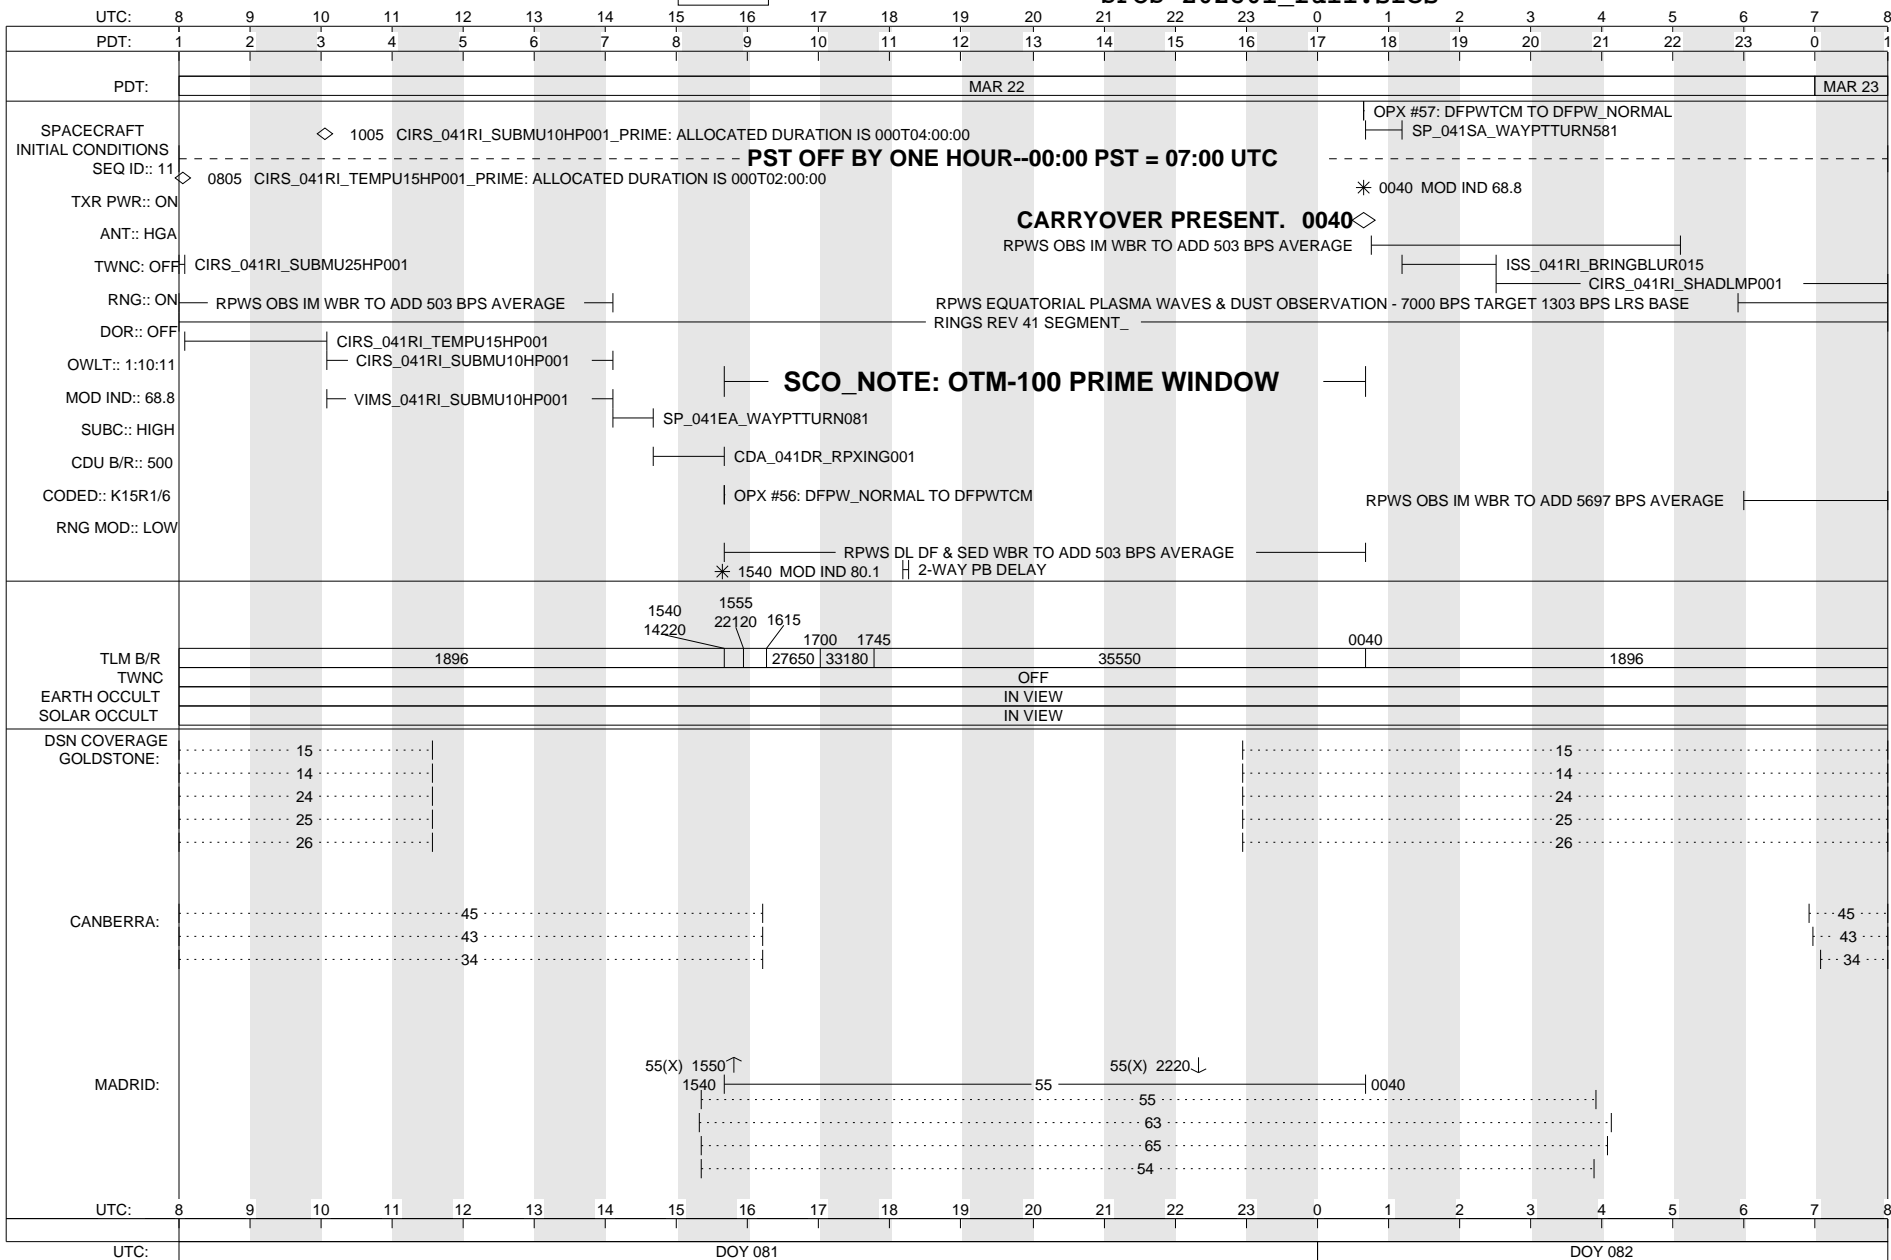 UTC: 8 9 10 11 12 13 14 15 16 17 18 19 20 21 22 23 0 1 2 3 4 5 6 7 8
PDT: 1 2 3 4 5 6 7 8 9 10 11 12 13 14 15 16 17 18 19 20 21 22 23 0 1
PDT: MAR 22 MAR 23
OPX #57: DFPWTCM TO DFPW_NORMAL
SPACECRAFT
INITIAL CONDITIONS
1005 CIRS_041RI_SUBMU10HP001_PRIME: ALLOCATED DURATION IS 000T04:00:00
SP_041SA_WAYPTTURN581
PST OFF BY ONE HOUR--00:00 PST = 07:00 UTC
SEQ ID:: 11
0805 CIRS_041RI_TEMPU15HP001_PRIME: ALLOCATED DURATION IS 000T02:00:00
0040 MOD IND 68.8
TXR PWR:: ON
CARRYOVER PRESENT. 0040
ANT:: HGA
RPWS OBS IM WBR TO ADD 503 BPS AVERAGE
TWNC: OFF
CIRS_041RI_SUBMU25HP001
ISS_041RI_BRINGBLUR015
CIRS_041RI_SHADLMP001
RNG:: ON
RPWS OBS IM WBR TO ADD 503 BPS AVERAGE
RPWS EQUATORIAL PLASMA WAVES & DUST OBSERVATION - 7000 BPS TARGET 1303 BPS LRS BASE
RINGS REV 41 SEGMENT_
DOR:: OFF
CIRS_041RI_TEMPU15HP001
OWLT:: 1:10:11
CIRS_041RI_SUBMU10HP001
SCO_NOTE: OTM-100 PRIME WINDOW
MOD IND:: 68.8
VIMS_041RI_SUBMU10HP001
SP_041EA_WAYPTTURN081
SUBC:: HIGH
CDU B/R:: 500
CDA_041DR_RPXING001
CODED:: K15R1/6
OPX #56: DFPW_NORMAL TO DFPWTCM
RPWS OBS IM WBR TO ADD 5697 BPS AVERAGE
RNG MOD:: LOW
RPWS DL DF & SED WBR TO ADD 503 BPS AVERAGE
1540 MOD IND 80.1
2-WAY PB DELAY
1540 1555 1615
14220 22120
1700 1745 0040
TLM B/R 1896 27650 33180 35550 1896
TWNC OFF
EARTH OCCULT IN VIEW
SOLAR OCCULT IN VIEW
DSN COVERAGE
GOLDSTONE:
15 15
14 14
24 24
25 25
26 26
CANBERRA:
45 45
43 43
34 34
55(X) 1550 55(X) 2220
MADRID: 1540 55 0040
55
63
65
54
UTC: 8 9 10 11 12 13 14 15 16 17 18 19 20 21 22 23 0 1 2 3 4 5 6 7 8
UTC: DOY 081 DOY 082